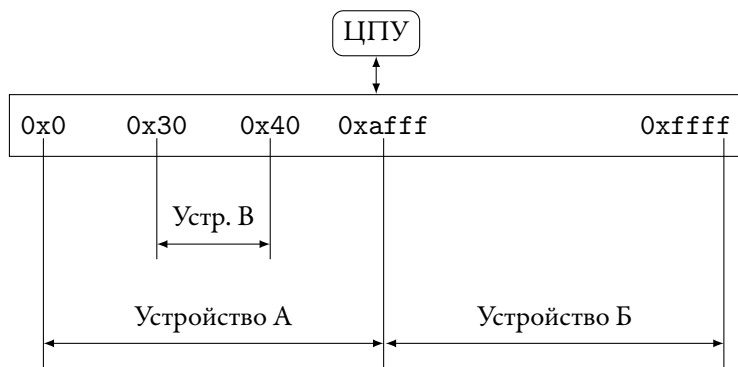 ЦПУ
0x0 0x30 0x40 0xafff 0xffff
Устр. В
Устройство А Устройство Б